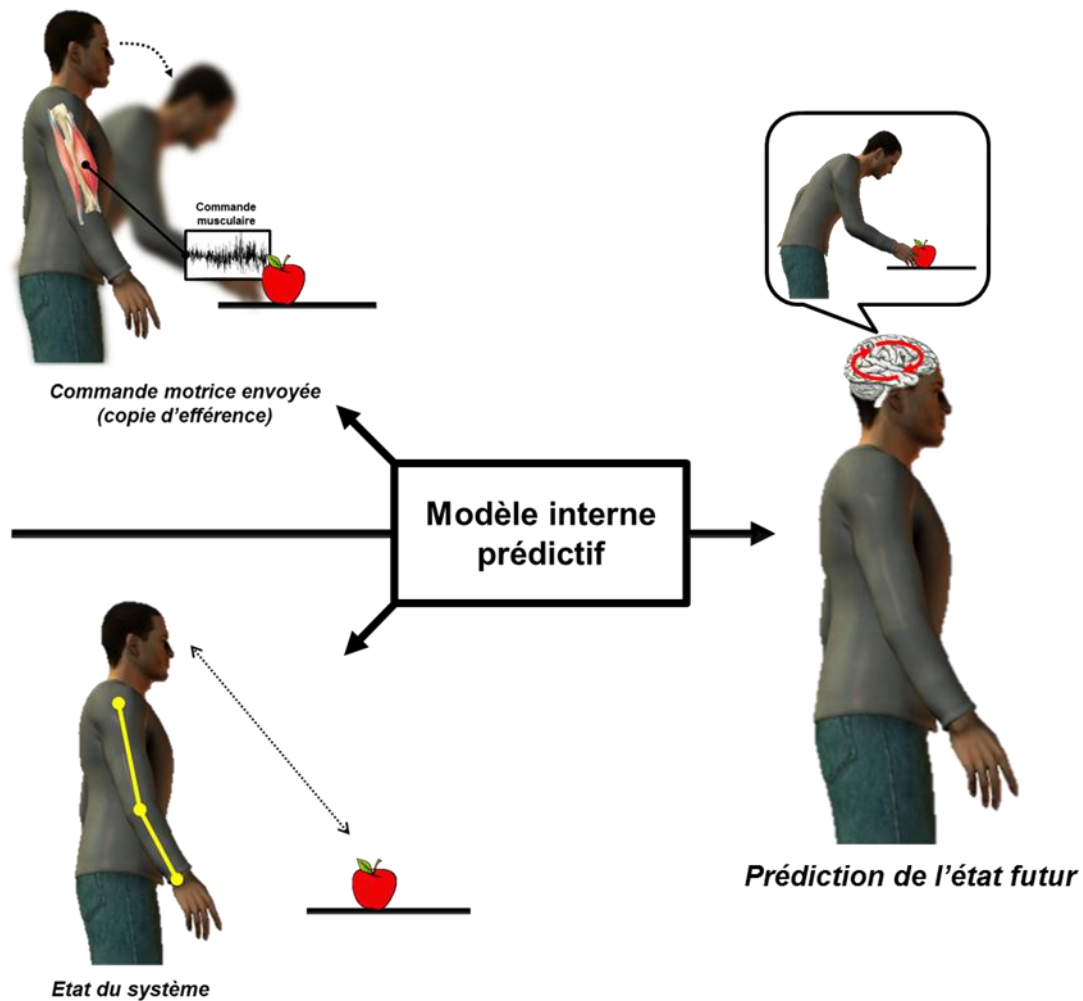 Commande
musculaire
Commande motrice envoyée
(copie d'efférence)
Modèle interne
prédictif
Prédiction de l'état futur
Etat du système